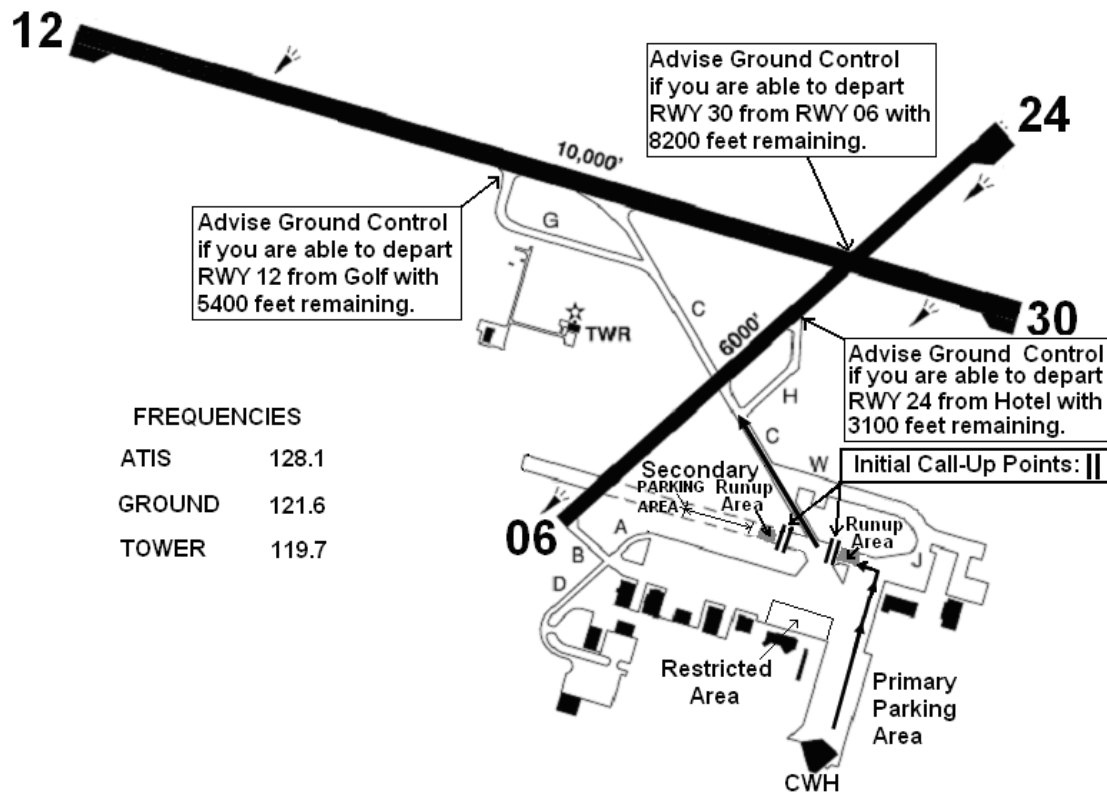 12
Advise Ground Control
if you are able to depart
RWY 30 from RWY 06 with
8200 feet remaining.
24
10,000'
Advise Ground Control
if you are able to depart
RWY 12 from Golf with
5400 feet remaining.
G
C
TWR
6000'
30
Advise Ground Control
if you are able to depart
RWY 24 from Hotel with
3100 feet remaining.
H
C
W
FREQUENCIES
ATIS 128.1
GROUND 121.6
TOWER 119.7
Initial Call-Up Points: ||
Secondary
PARKING
AREA
Runup
Area
Runup
Area
06
A
B
D
J
Restricted
Area
Primary
Parking
Area
CWH